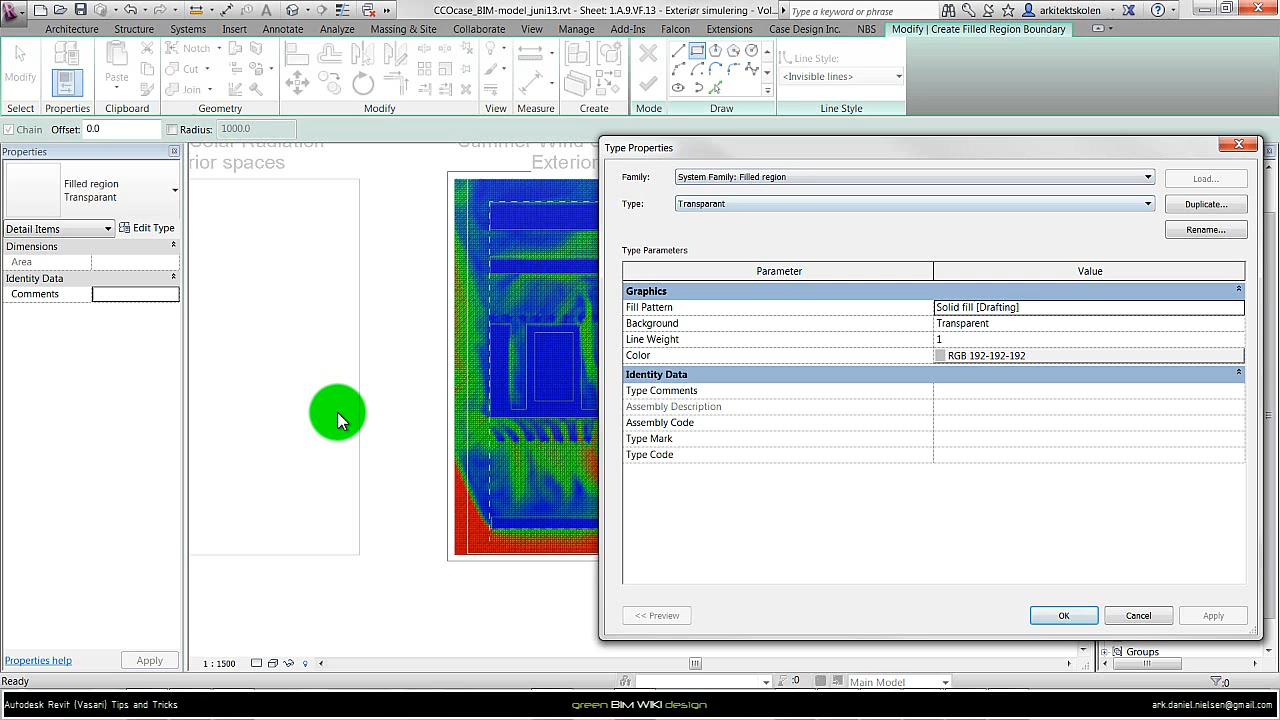 CCOcase_BIM-model_juni13.rvt - Sheet: 1.A.9.VF.13 - Exteriør simulering - Vol...
Type a keyword or phrase
arkitektskolen
Architecture Structure Systems Insert Annotate Analyze Massing & Site Collaborate View Manage Add-Ins Falcon Extensions Case Design Inc. NBS Modify | Create Filled Region Boundary
Modify
Paste
Notch
Cut
Join
Line Style:
<Invisible lines>
Select Properties Clipboard Geometry Modify View Measure Create Mode Draw Line Style
Chain Offset: 0.0 Radius: 1000.0
Properties
Filled region
Transparant
Detail Items Edit Type
Dimensions
Area
Identity Data
Comments
Properties help Apply
Solar Radiation
rior spaces
Summer Wind
Exterio
Type Properties
Family: System Family: Filled region Load...
Type: Transparant Duplicate...
Rename...
Type Parameters
Parameter Value
Graphics
Fill Pattern Solid fill [Drafting]
Background Transparent
Line Weight 1
Color RGB 192-192-192
Identity Data
Type Comments
Assembly Description
Assembly Code
Type Mark
Type Code
<< Preview OK Cancel Apply
1 : 1500
Groups
Ready :0 Main Model :0
Autodesk Revit (Vasari) Tips and Tricks green BIM WIKI design ark.daniel.nielsen@gmail.com